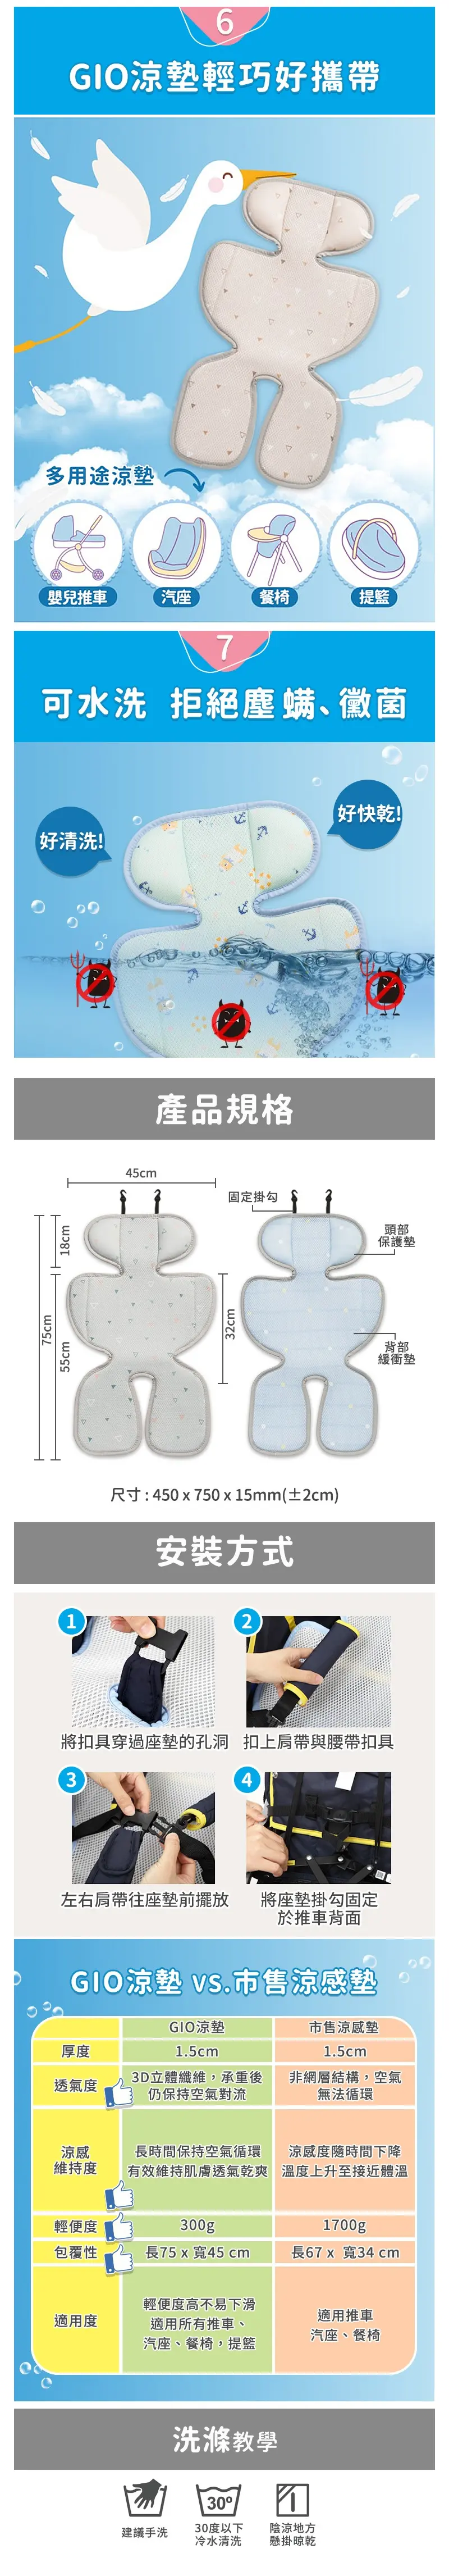 6
GIO涼墊輕巧好攜帶
多用途涼墊
嬰兒推車
汽座
餐椅
提籃
7
可水洗 拒絕塵蟎、黴菌
好清洗!
好快乾!
產品規格
45cm
18cm
75cm
55cm
32cm
固定掛勾
頭部
保護墊
背部
緩衝墊
尺寸 : 450 x 750 x 15mm(±2cm)
安裝方式
1
將扣具穿過座墊的孔洞
2
扣上肩帶與腰帶扣具
3
左右肩帶往座墊前擺放
4
將座墊掛勾固定
於推車背面
GIO涼墊 vs.市售涼感墊
GIO涼墊
市售涼感墊
厚度
1.5cm
1.5cm
透氣度
3D立體纖維，承重後
仍保持空氣對流
非網層結構，空氣
無法循環
涼感
維持度
長時間保持空氣循環
有效維持肌膚透氣乾爽
涼感度隨時間下降
溫度上升至接近體溫
輕便度
300g
1700g
包覆性
長75 x 寬45 cm
長67 x 寬34 cm
適用度
輕便度高不易下滑
適用所有推車、
汽座、餐椅，提籃
適用推車
汽座、餐椅
洗滌教學
建議手洗
30°
30度以下
冷水清洗
陰涼地方
懸掛晾乾